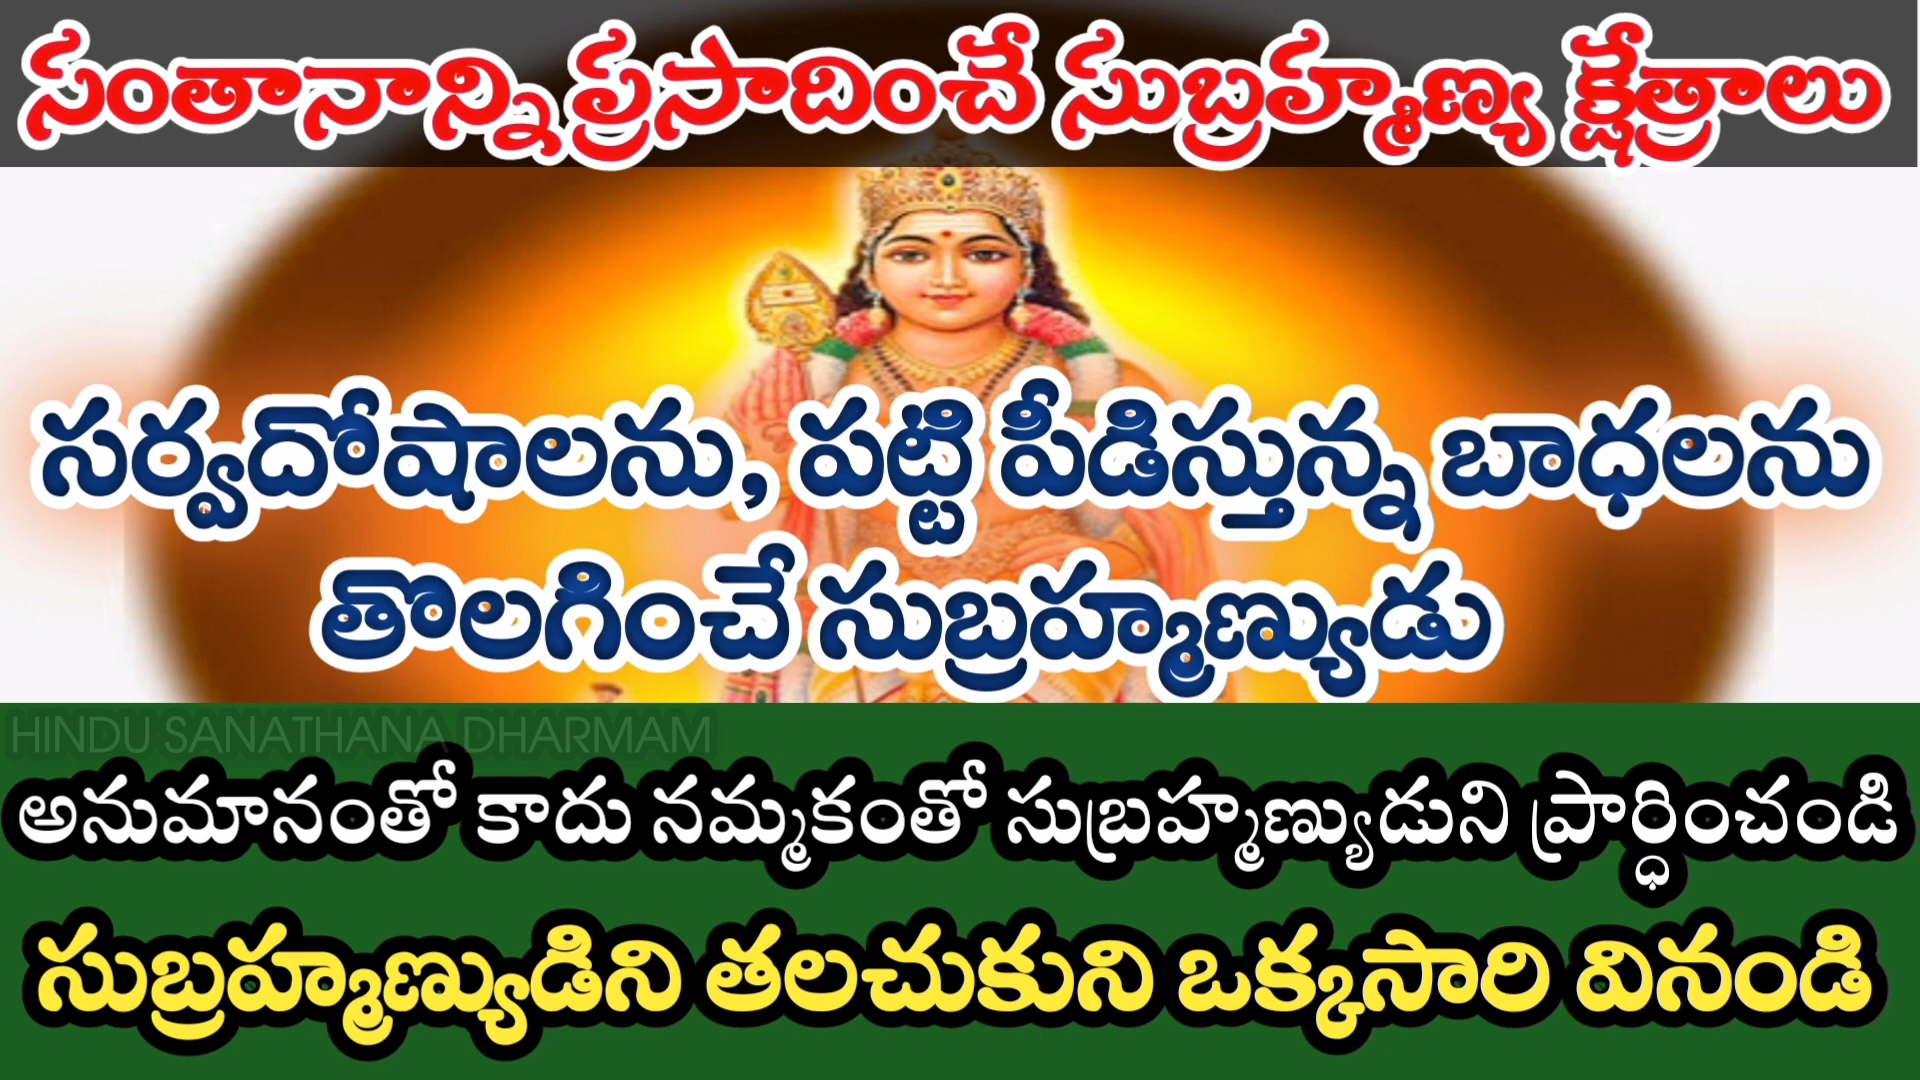 సంతానాన్ని ప్రసాదించే సుబ్రహ్మణ్య క్షేత్రాలు
సర్వదోషాలను, పట్టి పీడిస్తున్న బాధలను
తొలగించే సుబ్రహ్మణ్యుడు
HINDU SANATHANA DHARMAM
అనుమానంతో కాదు నమ్మకంతో సుబ్రహ్మణ్యుడుని ప్రార్ధించండి
సుబ్రహ్మణ్యుడిని తలచుకుని ఒక్కసారి వినండి